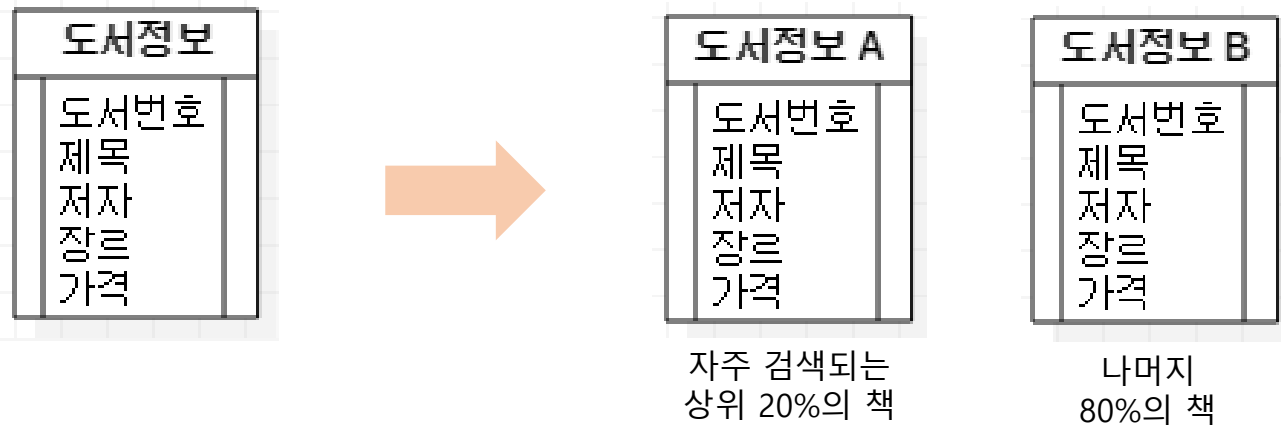 도서정보
도서번호
제목
저자
장르
가격
도서정보 A
도서번호
제목
저자
장르
가격
자주 검색되는
상위 20%의 책
도서정보 B
도서번호
제목
저자
장르
가격
나머지
80%의 책